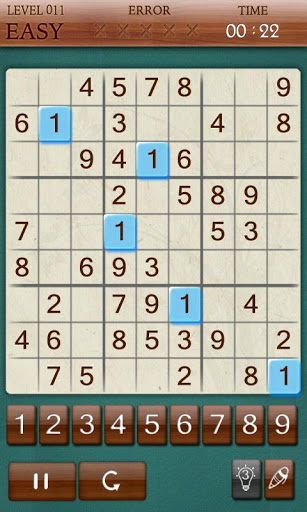 LEVEL 011 ERROR TIME
EASY × × × × × 00 : 22
4 5 7 8 9
6 1 3 4 8
9 4 1 6
2 5 8 9
7 1 5 3
8 6 9 3
2 7 9 1 4
4 6 8 5 3 9 2
7 5 2 8 1
1 2 3 4 5 6 7 8 9
3